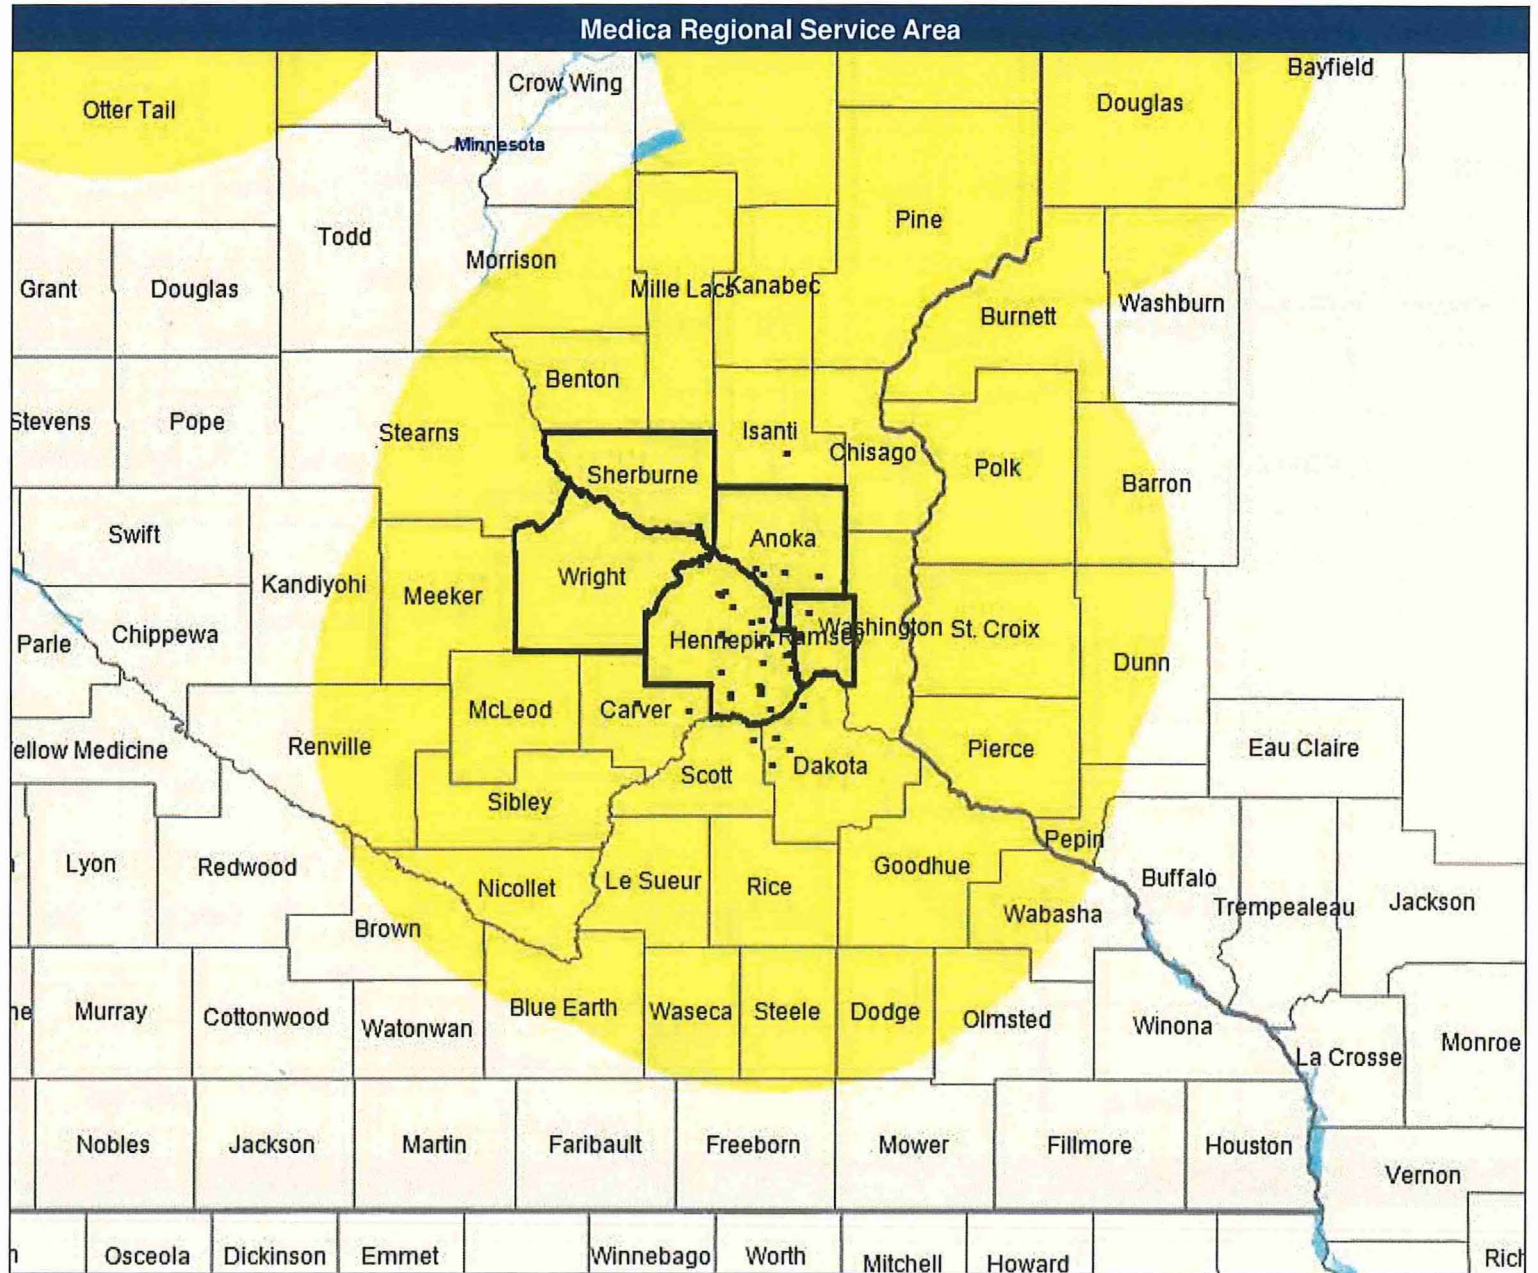 Medica Regional Service Area
Bayfield
Crow Wing
Otter Tail
Douglas
Minnesota
Pine
Todd
Morrison
Grant
Douglas
Mille Lacs
Kanabec
Washburn
Burnett
Benton
Stevens
Pope
Stearns
Isanti
Chisago
Sherburne
Polk
Barron
Swift
Anoka
Wright
Kandiyohi
Meeker
Chippewa
Parle
Hennepin
Ramsey
Washington
St. Croix
Dunn
McLeod
Carver
ellow Medicine
Renville
Pierce
Eau Claire
Scott
Dakota
Sibley
Pepin
Lyon
Redwood
Nicollet
Le Sueur
Rice
Goodhue
Buffalo
Trempealeau
Jackson
Wabasha
Brown
ne
Murray
Cottonwood
Watonwan
Blue Earth
Waseca
Steele
Dodge
Olmsted
Winona
La Crosse
Monroe
Nobles
Jackson
Martin
Faribault
Freeborn
Mower
Fillmore
Houston
Vernon
n
Osceola
Dickinson
Emmet
Winnebago
Worth
Mitchell
Howard
Rich